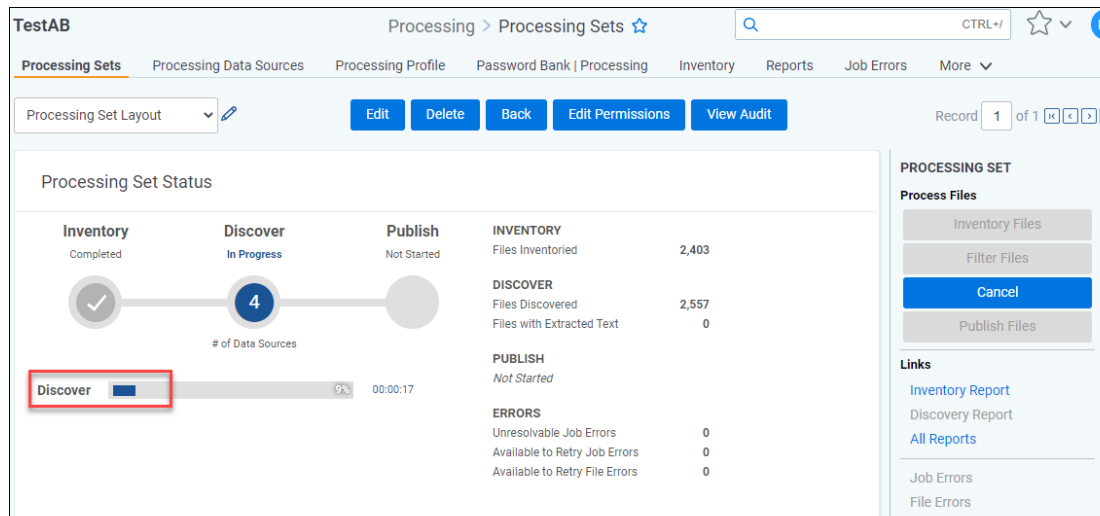 TestAB
Processing > Processing Sets
CTRL+/
Processing Sets Processing Data Sources Processing Profile Password Bank | Processing Inventory Reports Job Errors More
Processing Set Layout Edit Delete Back Edit Permissions View Audit Record 1 of 1
Processing Set Status
Inventory Discover Publish
Completed In Progress Not Started
4
# of Data Sources
Discover 9% 00:00:17
INVENTORY
Files Inventoried 2,403
DISCOVER
Files Discovered 2,557
Files with Extracted Text 0
PUBLISH
Not Started
ERRORS
Unresolvable Job Errors 0
Available to Retry Job Errors 0
Available to Retry File Errors 0
PROCESSING SET
Process Files
Inventory Files
Filter Files
Cancel
Publish Files
Links
Inventory Report
Discovery Report
All Reports
Job Errors
File Errors